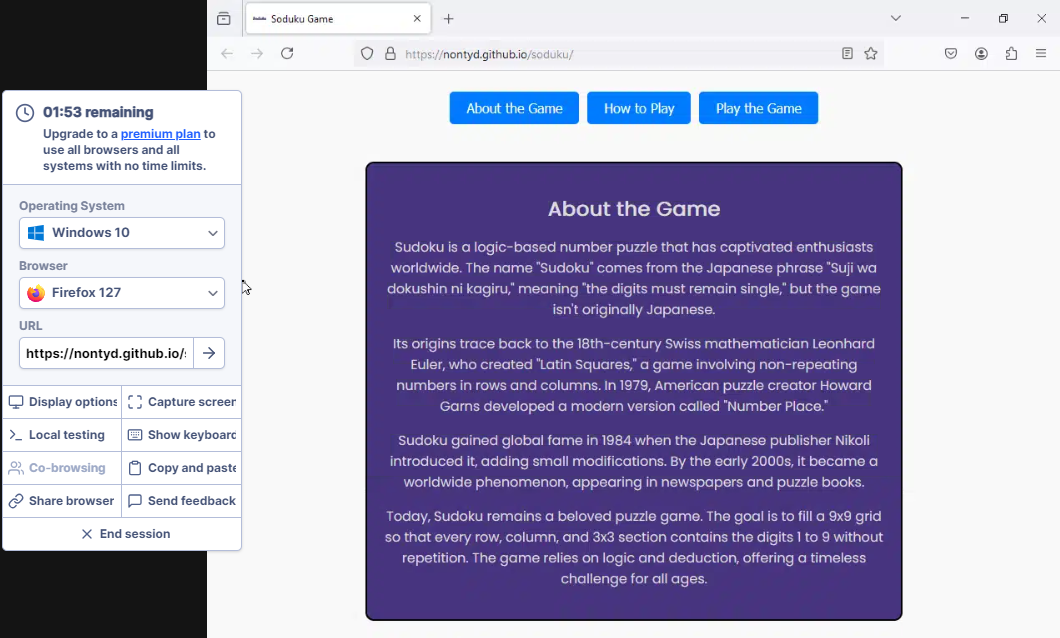 Soduku Game
https://nontyd.github.io/soduku/
01:53 remaining
Upgrade to a premium plan to
use all browsers and all
systems with no time limits.
Operating System
Windows 10
Browser
Firefox 127
URL
https://nontyd.github.io/
Display options
Capture screen
Local testing
Show keyboard
Co-browsing
Copy and paste
Share browser
Send feedback
End session
About the Game
How to Play
Play the Game
About the Game
Sudoku is a logic-based number puzzle that has captivated enthusiasts
worldwide. The name "Sudoku" comes from the Japanese phrase "Suji wa
dokushin ni kagiru," meaning "the digits must remain single," but the game
isn't originally Japanese.
Its origins trace back to the 18th-century Swiss mathematician Leonhard
Euler, who created "Latin Squares," a game involving non-repeating
numbers in rows and columns. In 1979, American puzzle creator Howard
Garns developed a modern version called "Number Place."
Sudoku gained global fame in 1984 when the Japanese publisher Nikoli
introduced it, adding small modifications. By the early 2000s, it became a
worldwide phenomenon, appearing in newspapers and puzzle books.
Today, Sudoku remains a beloved puzzle game. The goal is to fill a 9x9 grid
so that every row, column, and 3x3 section contains the digits 1 to 9 without
repetition. The game relies on logic and deduction, offering a timeless
challenge for all ages.